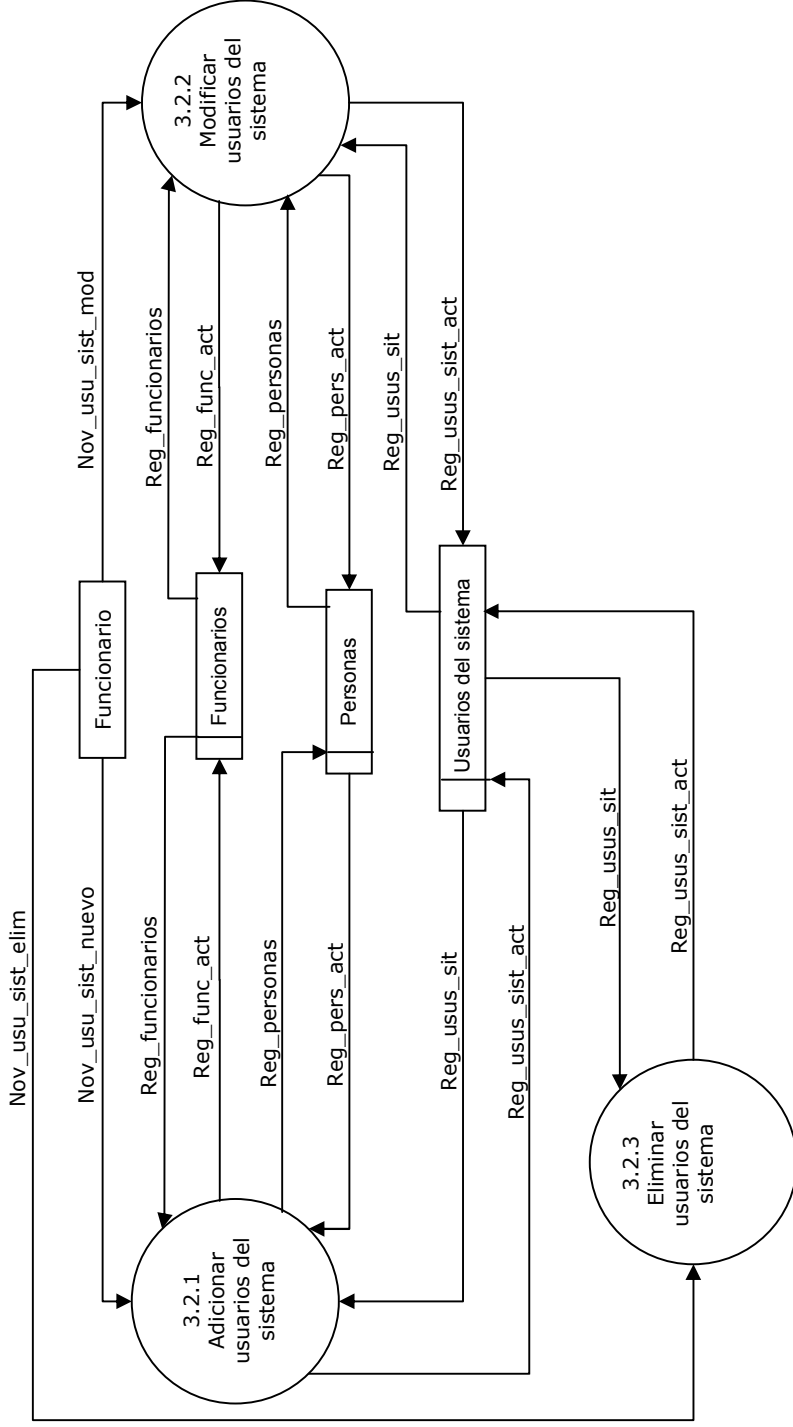 Nov_usu_sist_elim
Nov_usu_sist_nuevo
Nov_usu_sist_mod
Funcionario
Reg_funcionarios
Reg_funcionarios
Reg_func_act
Reg_func_act
Funcionarios
3.2.1
Adicionar
usuarios del
sistema
3.2.2
Modificar
usuarios del
sistema
Reg_personas
Reg_personas
Personas
Reg_pers_act
Reg_pers_act
Reg_usus_sit
Reg_usus_sit
Usuarios del sistema
Reg_usus_sist_act
Reg_usus_sist_act
Reg_usus_sit
Reg_usus_sist_act
3.2.3
Eliminar
usuarios del
sistema